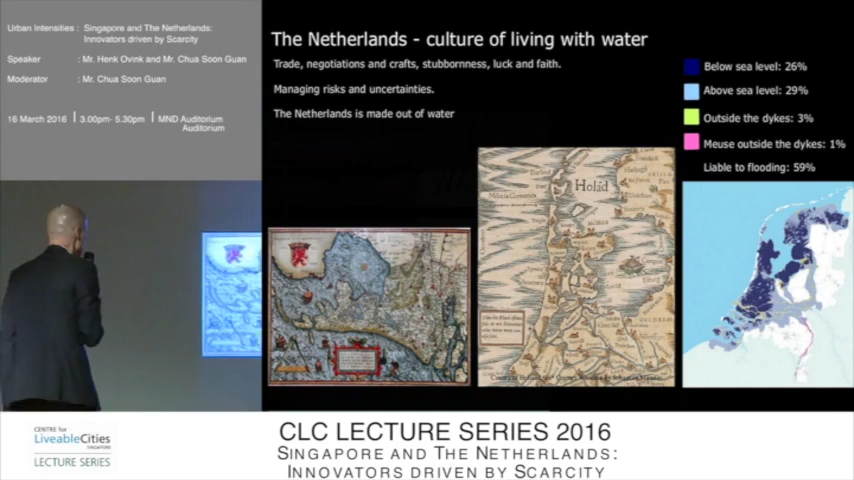 Urban Intensities : Singapore and The Netherlands:
Innovators driven by Scarcity
Speaker : Mr. Henk Ovink and Mr. Chua Soon Guan
Moderator : Mr. Chua Soon Guan
16 March 2016 | 3.00pm- 5.30pm | MND Auditorium
Auditorium
The Netherlands - culture of living with water
Trade, negotiations and crafts, stubbornness, luck and faith.
Managing risks and uncertainties.
The Netherlands is made out of water
Below sea level: 26%
Above sea level: 29%
Outside the dykes: 3%
Meuse outside the dykes: 1%
Liable to flooding: 59%
Holād
CENTRE for
LiveableCities
SINGAPORE
LECTURE SERIES
CLC LECTURE SERIES 2016
SINGAPORE AND THE NETHERLANDS:
INNOVATORS DRIVEN BY SCARCITY